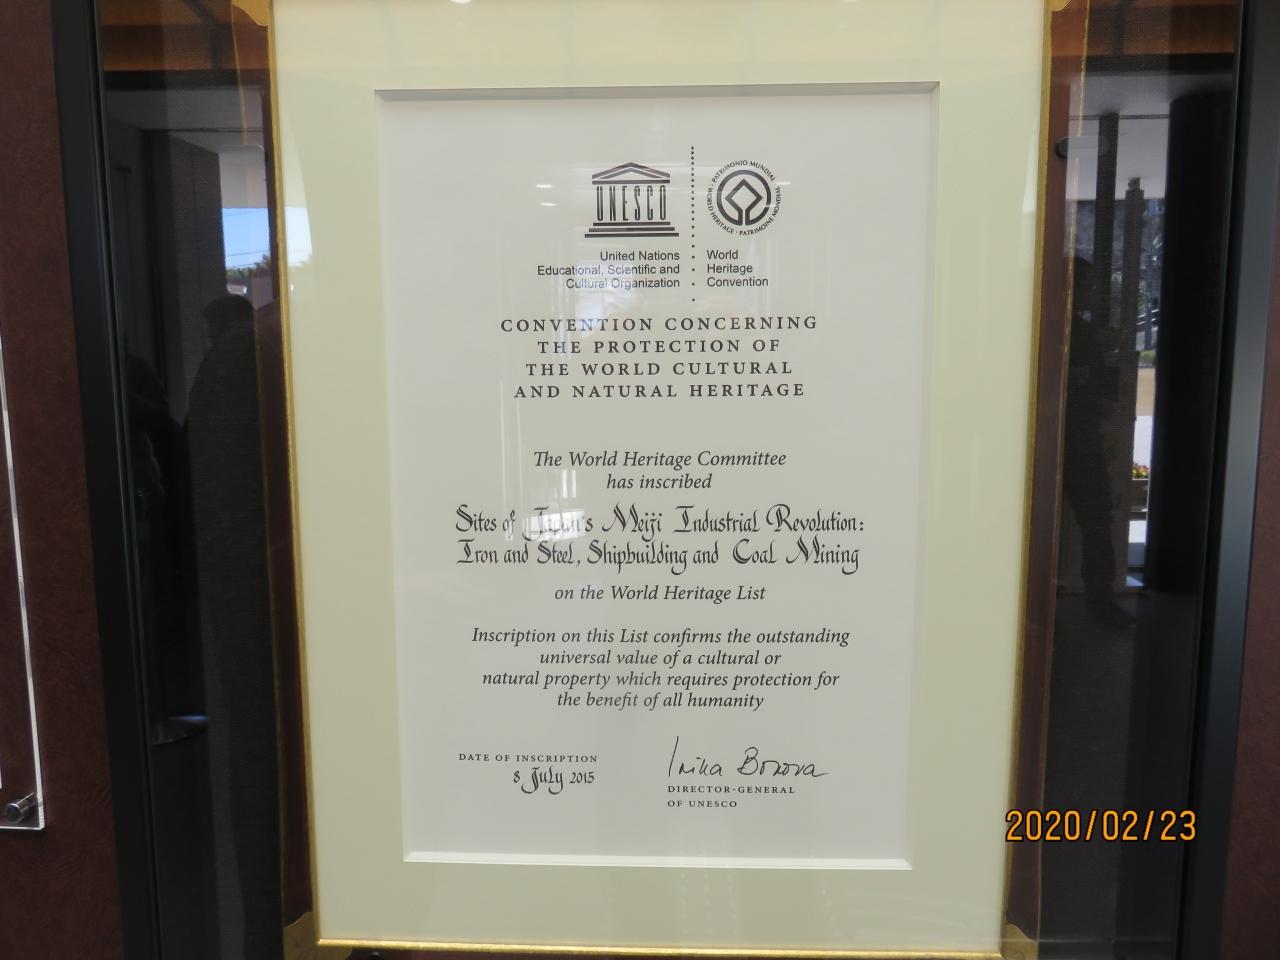 UNESCO
PATRIMONIO MUNDIAL
WORLD HERITAGE · PATRIMOINE MONDIAL
United Nations
Educational, Scientific and
Cultural Organization
World
Heritage
Convention
CONVENTION CONCERNING
THE PROTECTION OF
THE WORLD CULTURAL
AND NATURAL HERITAGE
The World Heritage Committee
has inscribed
Sites of Japan's Meiji Industrial Revolution:
Iron and Steel, Shipbuilding and Coal Mining
on the World Heritage List
Inscription on this List confirms the outstanding
universal value of a cultural or
natural property which requires protection for
the benefit of all humanity
DATE OF INSCRIPTION
8 July 2015
Irina Bokova
DIRECTOR-GENERAL
OF UNESCO
2020/02/23